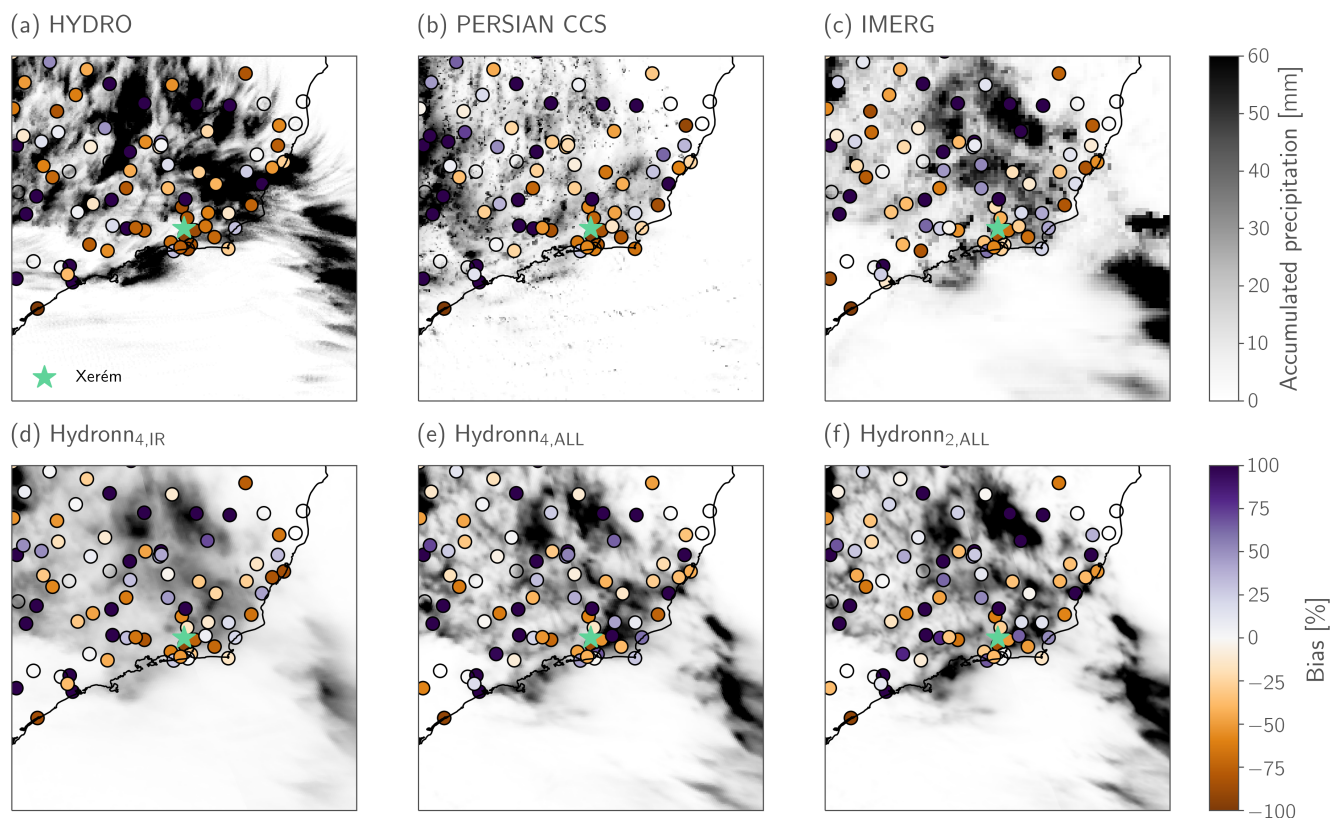 (a) HYDRO
(b) PERSIAN CCS
(c) IMERG
Xerém
60
50
40
30
20
10
0
Accumulated precipitation [mm]
(d) Hydronn4,IR
(e) Hydronn4,ALL
(f) Hydronn2,ALL
100
75
50
25
0
−25
−50
−75
−100
Bias [%]